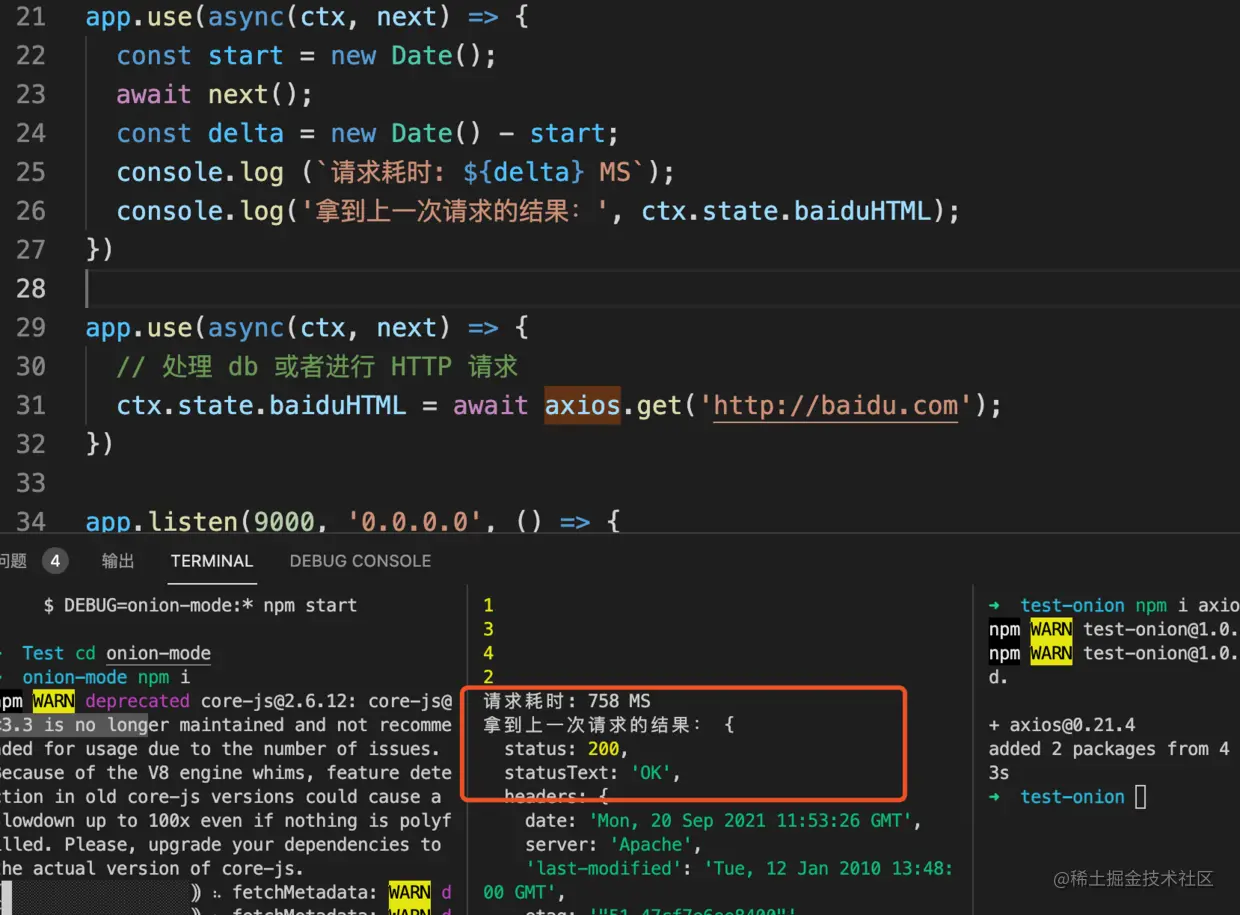 21 app.use(async(ctx, next) => {
22 const start = new Date();
23 await next();
24 const delta = new Date() - start;
25 console.log (`请求耗时: ${delta} MS`);
26 console.log('拿到上一次请求的结果: ', ctx.state.baiduHTML);
27 })
28
29 app.use(async(ctx, next) => {
30 // 处理 db 或者进行 HTTP 请求
31 ctx.state.baiduHTML = await axios.get('http://baidu.com');
32 })
33
34 app.listen(9000, '0.0.0.0', () => {
问题 4 输出 TERMINAL DEBUG CONSOLE
$ DEBUG=onion-mode:* npm start
Test cd onion-mode
onion-mode npm i
npm WARN deprecated core-js@2.6.12: core-js@
<3.3 is no longer maintained and not recomme
nded for usage due to the number of issues.
Because of the V8 engine whims, feature dete
ction in old core-js versions could cause a
slowdown up to 100x even if nothing is polyf
illed. Please, upgrade your dependencies to
the actual version of core-js.
⸩ ⠦ fetchMetadata: WARN d
fetchMetadata: WARN d
1
3
4
2
请求耗时: 758 MS
拿到上一次请求的结果: {
status: 200,
statusText: 'OK',
headers: {
date: 'Mon, 20 Sep 2021 11:53:26 GMT',
server: 'Apache',
'last-modified': 'Tue, 12 Jan 2010 13:48:
00 GMT',
➜ test-onion npm i axio
npm WARN test-onion@1.0.
npm WARN test-onion@1.0.
d.
+ axios@0.21.4
added 2 packages from 4
3s
➜ test-onion
@稀土掘金技术社区